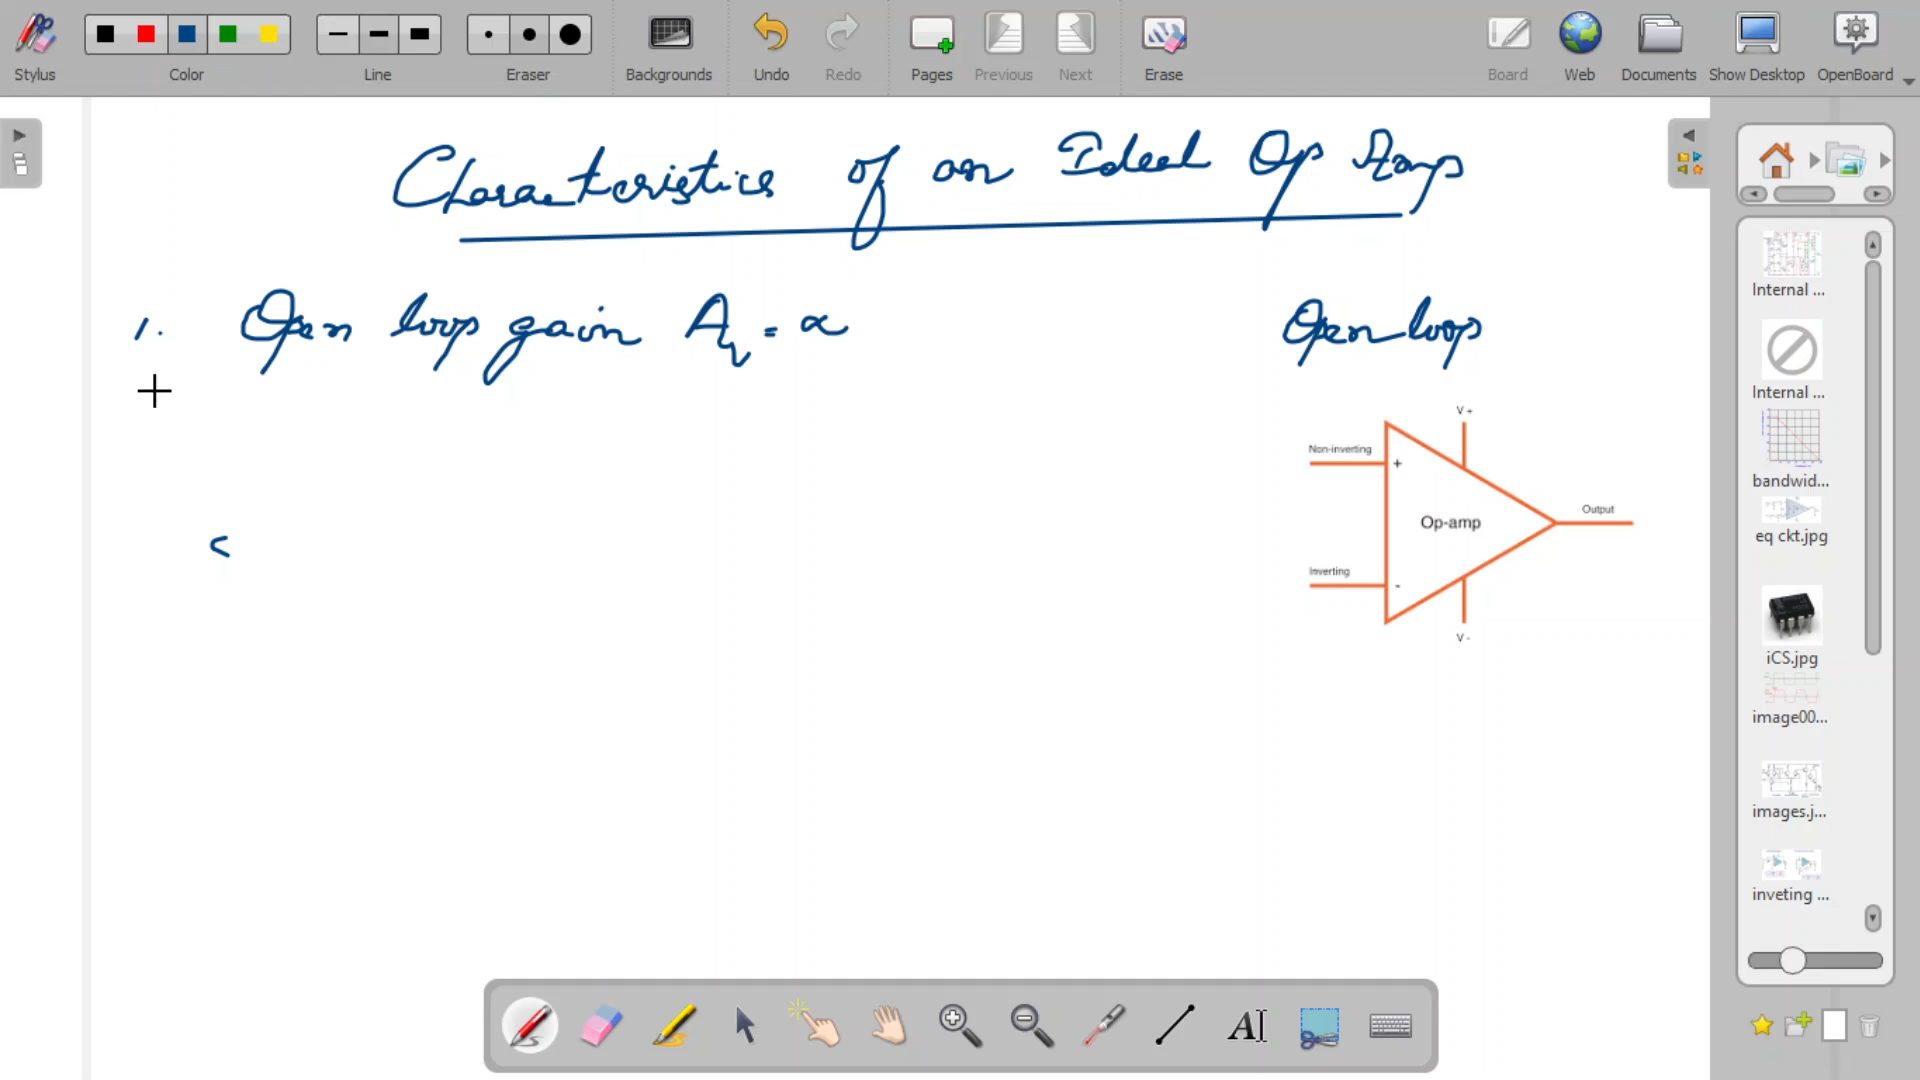 Stylus
Color
Line
Eraser
Backgrounds
Undo
Redo
Pages
Previous
Next
Erase
Board
Web
Documents
Show Desktop
OpenBoard
Characteristics of an Ideal Op Amp
1. Open loop gain Av = ∝
Open loop
V +
Non-inverting
+
Op-amp
Output
Inverting
-
V -
Internal ...
Internal ...
bandwid...
eq ckt.jpg
iCS.jpg
image00...
images.j...
inveting ...